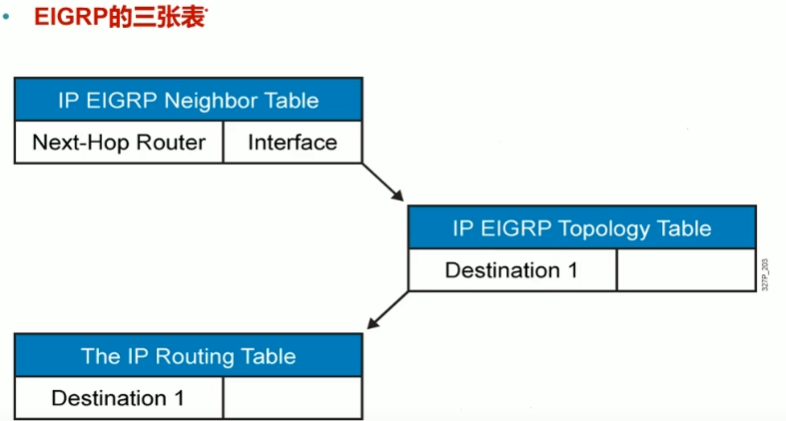 • EIGRP的三张表
IP EIGRP Neighbor Table
Next-Hop Router Interface
IP EIGRP Topology Table
Destination 1
327P_203
The IP Routing Table
Destination 1